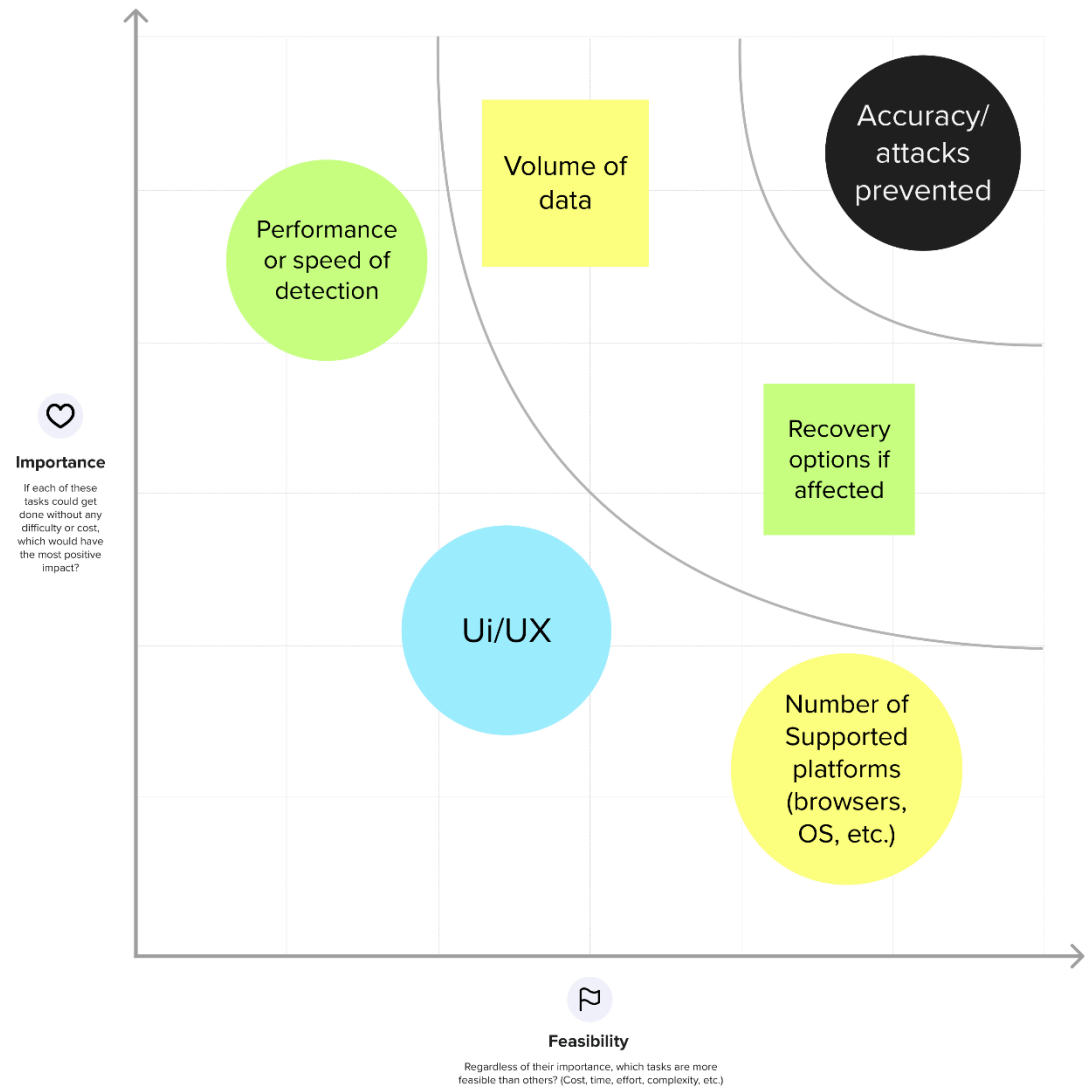 Accuracy/
attacks
prevented
Volume of
data
Performance
or speed of
detection
Recovery
options if
affected
Importance
If each of these
tasks could get
done without any
difficulty or cost,
which would have
the most positive
impact?
Ui/UX
Number of
Supported
platforms
(browsers,
OS, etc.)
Feasibility
Regardless of their importance, which tasks are more
feasible than others? (Cost, time, effort, complexity, etc.)